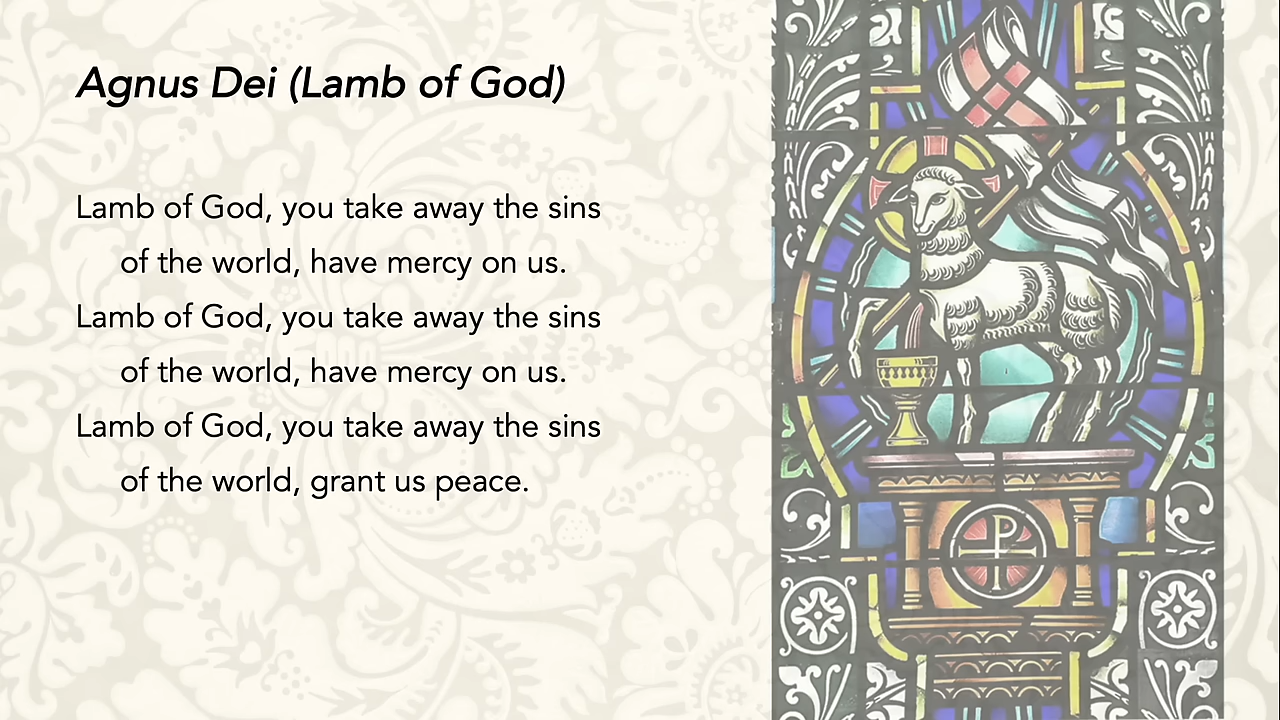 Agnus Dei (Lamb of God)
Lamb of God, you take away the sins
of the world, have mercy on us.
Lamb of God, you take away the sins
of the world, have mercy on us.
Lamb of God, you take away the sins
of the world, grant us peace.